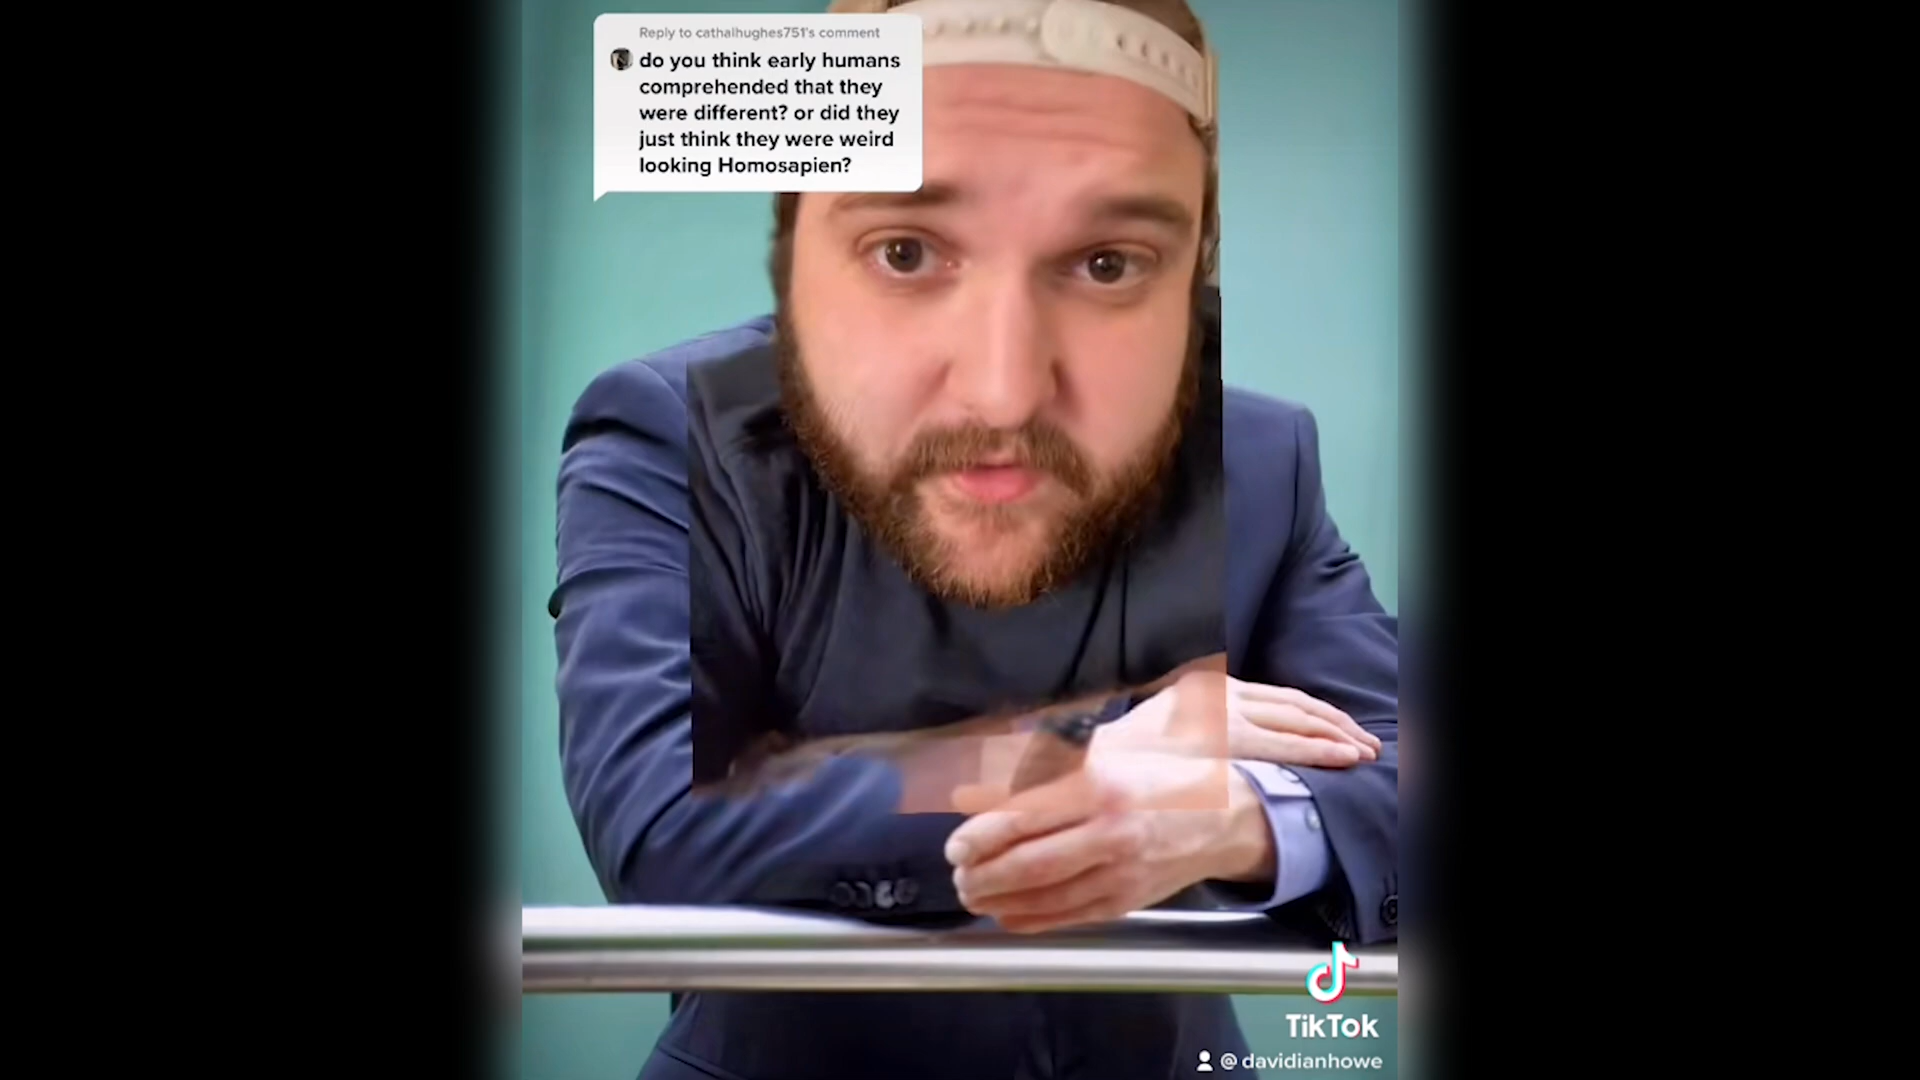 Reply to cathalhughes751's comment
do you think early humans
comprehended that they
were different? or did they
just think they were weird
looking Homosapien?
TikTok
@ davidianhowe